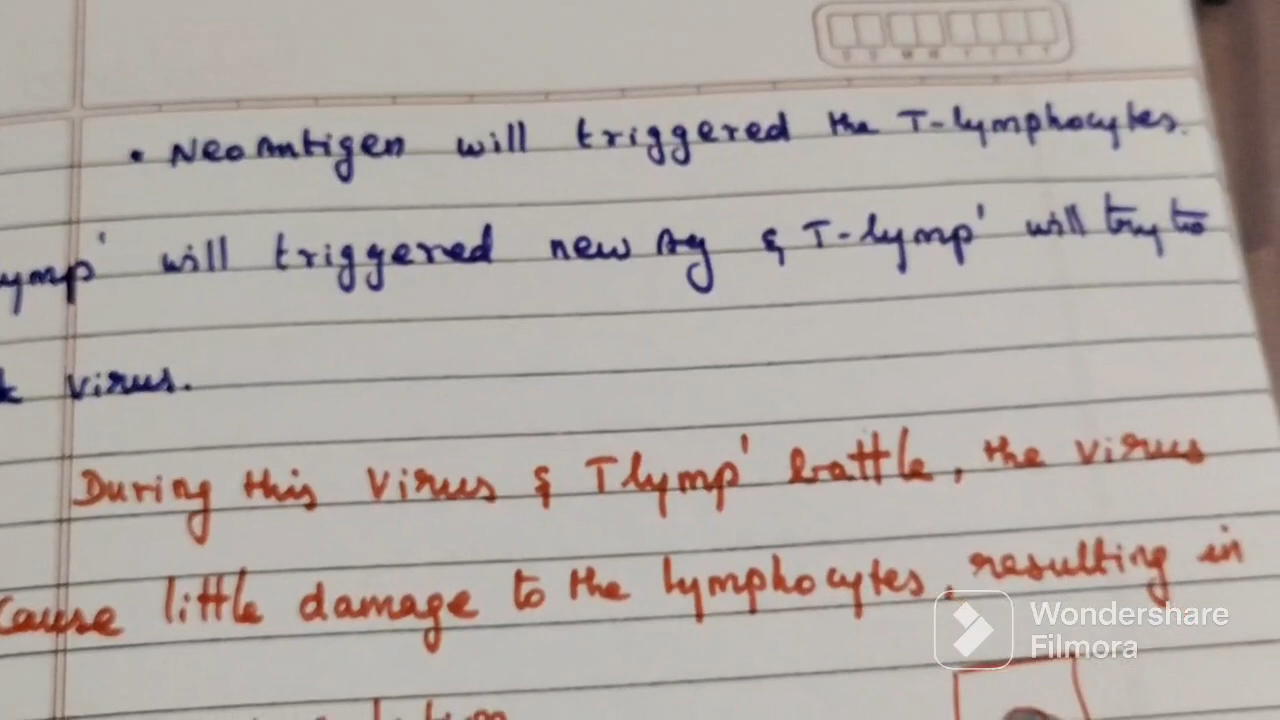 • Neoantigen will triggered the T-lymphocytes.
ymp' will triggered new Ag & T-lymp' will try to
k virus.
During this virus & Tlymp' battle, the virus
cause little damage to the lymphocytes, resulting in
Wondershare
Filmora